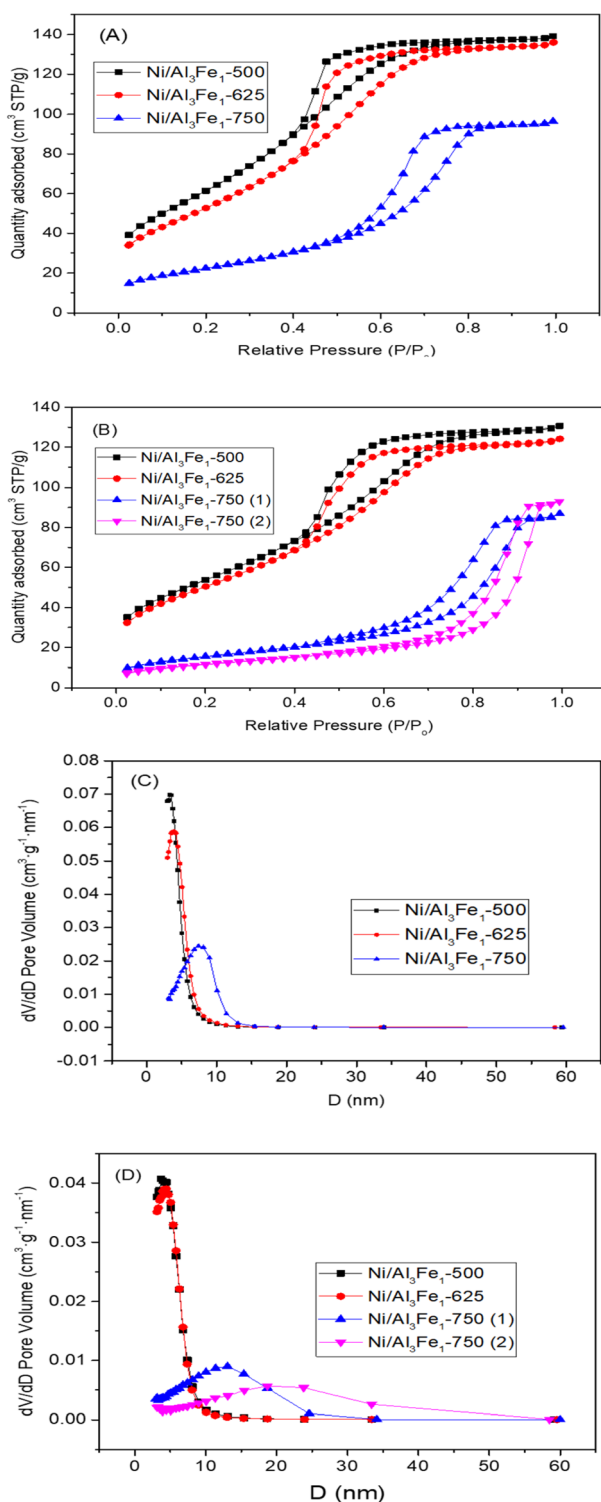 (A)
Ni/Al₃Fe₁-500
Ni/Al₃Fe₁-625
Ni/Al₃Fe₁-750
Quantity adsorbed (cm³ STP/g)
140
120
100
80
60
40
20
0
0.0 0.2 0.4 0.6 0.8 1.0
Relative Pressure (P/Pₒ)
(B)
Ni/Al₃Fe₁-500
Ni/Al₃Fe₁-625
Ni/Al₃Fe₁-750 (1)
Ni/Al₃Fe₁-750 (2)
Quantity adsorbed (cm³ STP/g)
140
120
100
80
60
40
20
0
0.0 0.2 0.4 0.6 0.8 1.0
Relative Pressure (P/Pₒ)
(C)
Ni/Al₃Fe₁-500
Ni/Al₃Fe₁-625
Ni/Al₃Fe₁-750
dV/dD Pore Volume (cm³·g⁻¹·nm⁻¹)
0.08
0.07
0.06
0.05
0.04
0.03
0.02
0.01
0.00
-0.01
0 10 20 30 40 50 60
D (nm)
(D)
Ni/Al₃Fe₁-500
Ni/Al₃Fe₁-625
Ni/Al₃Fe₁-750 (1)
Ni/Al₃Fe₁-750 (2)
dV/dD Pore Volume (cm³·g⁻¹·nm⁻¹)
0.04
0.03
0.02
0.01
0.00
0 10 20 30 40 50 60
D (nm)